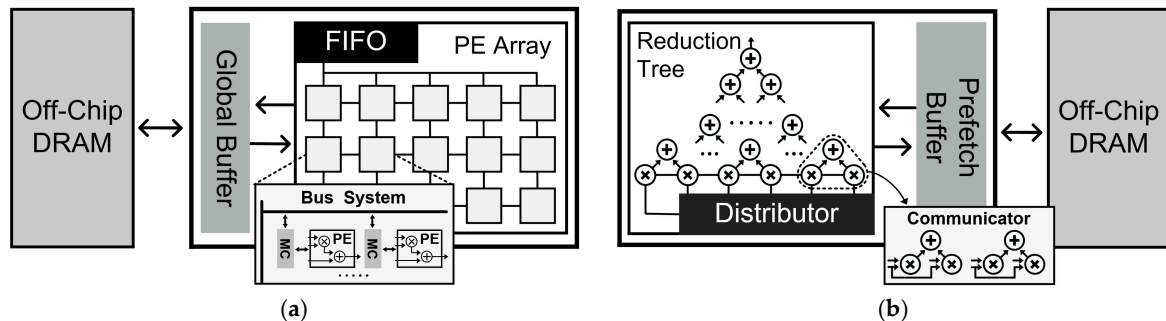 Off-Chip
DRAM
Global Buffer
FIFO
PE Array
Bus System
MC
PE
MC
PE
(a)
Reduction
Tree
Distributor
Prefetch
Buffer
Off-Chip
DRAM
Communicator
(b)